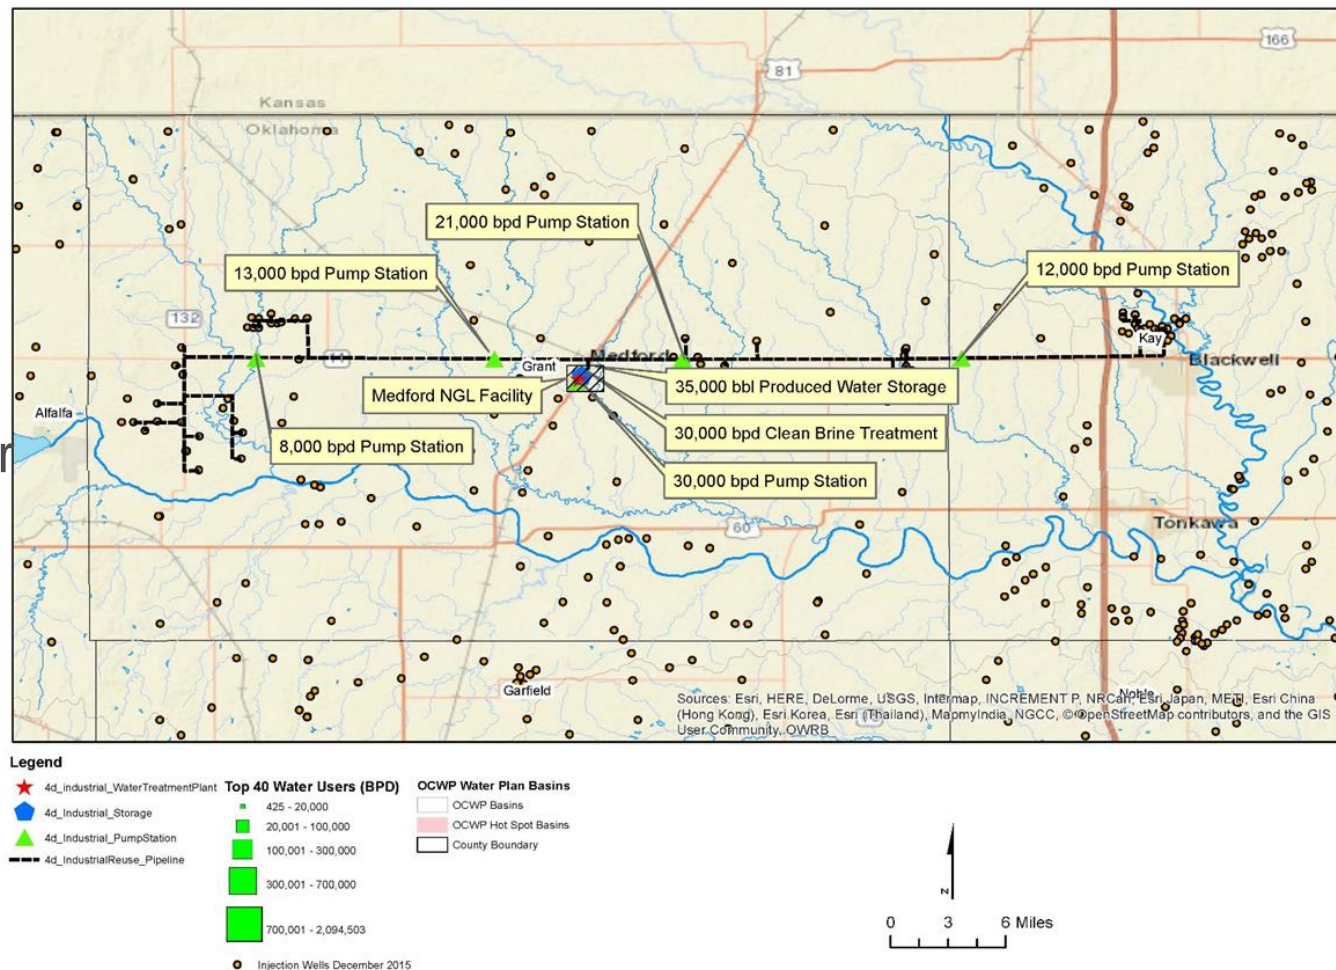 166
81
Kansas
Oklahoma
21,000 bpd Pump Station
13,000 bpd Pump Station
12,000 bpd Pump Station
132
Kay
Medford
Blackwell
Grant
Medford NGL Facility
35,000 bbl Produced Water Storage
Alfalfa
30,000 bpd Clean Brine Treatment
8,000 bpd Pump Station
r
30,000 bpd Pump Station
60
Tonkawa
Garfield
Noble
Sources: Esri, HERE, DeLorme, USGS, Intermap, INCREMENT P, NRCan, Esri Japan, METI, Esri China
(Hong Kong), Esri Korea, Esri (Thailand), MapmyIndia, NGCC, © OpenStreetMap contributors, and the GIS
User Community, OWRB
Legend
4d_industrial_WaterTreatmentPlant
4d_Industrial_Storage
4d_Industrial_PumpStation
4d_IndustrialReuse_Pipeline
Top 40 Water Users (BPD)
425 - 20,000
20,001 - 100,000
100,001 - 300,000
300,001 - 700,000
700,001 - 2,094,503
Injection Wells December 2015
OCWP Water Plan Basins
OCWP Basins
OCWP Hot Spot Basins
County Boundary
N
0 3 6 Miles